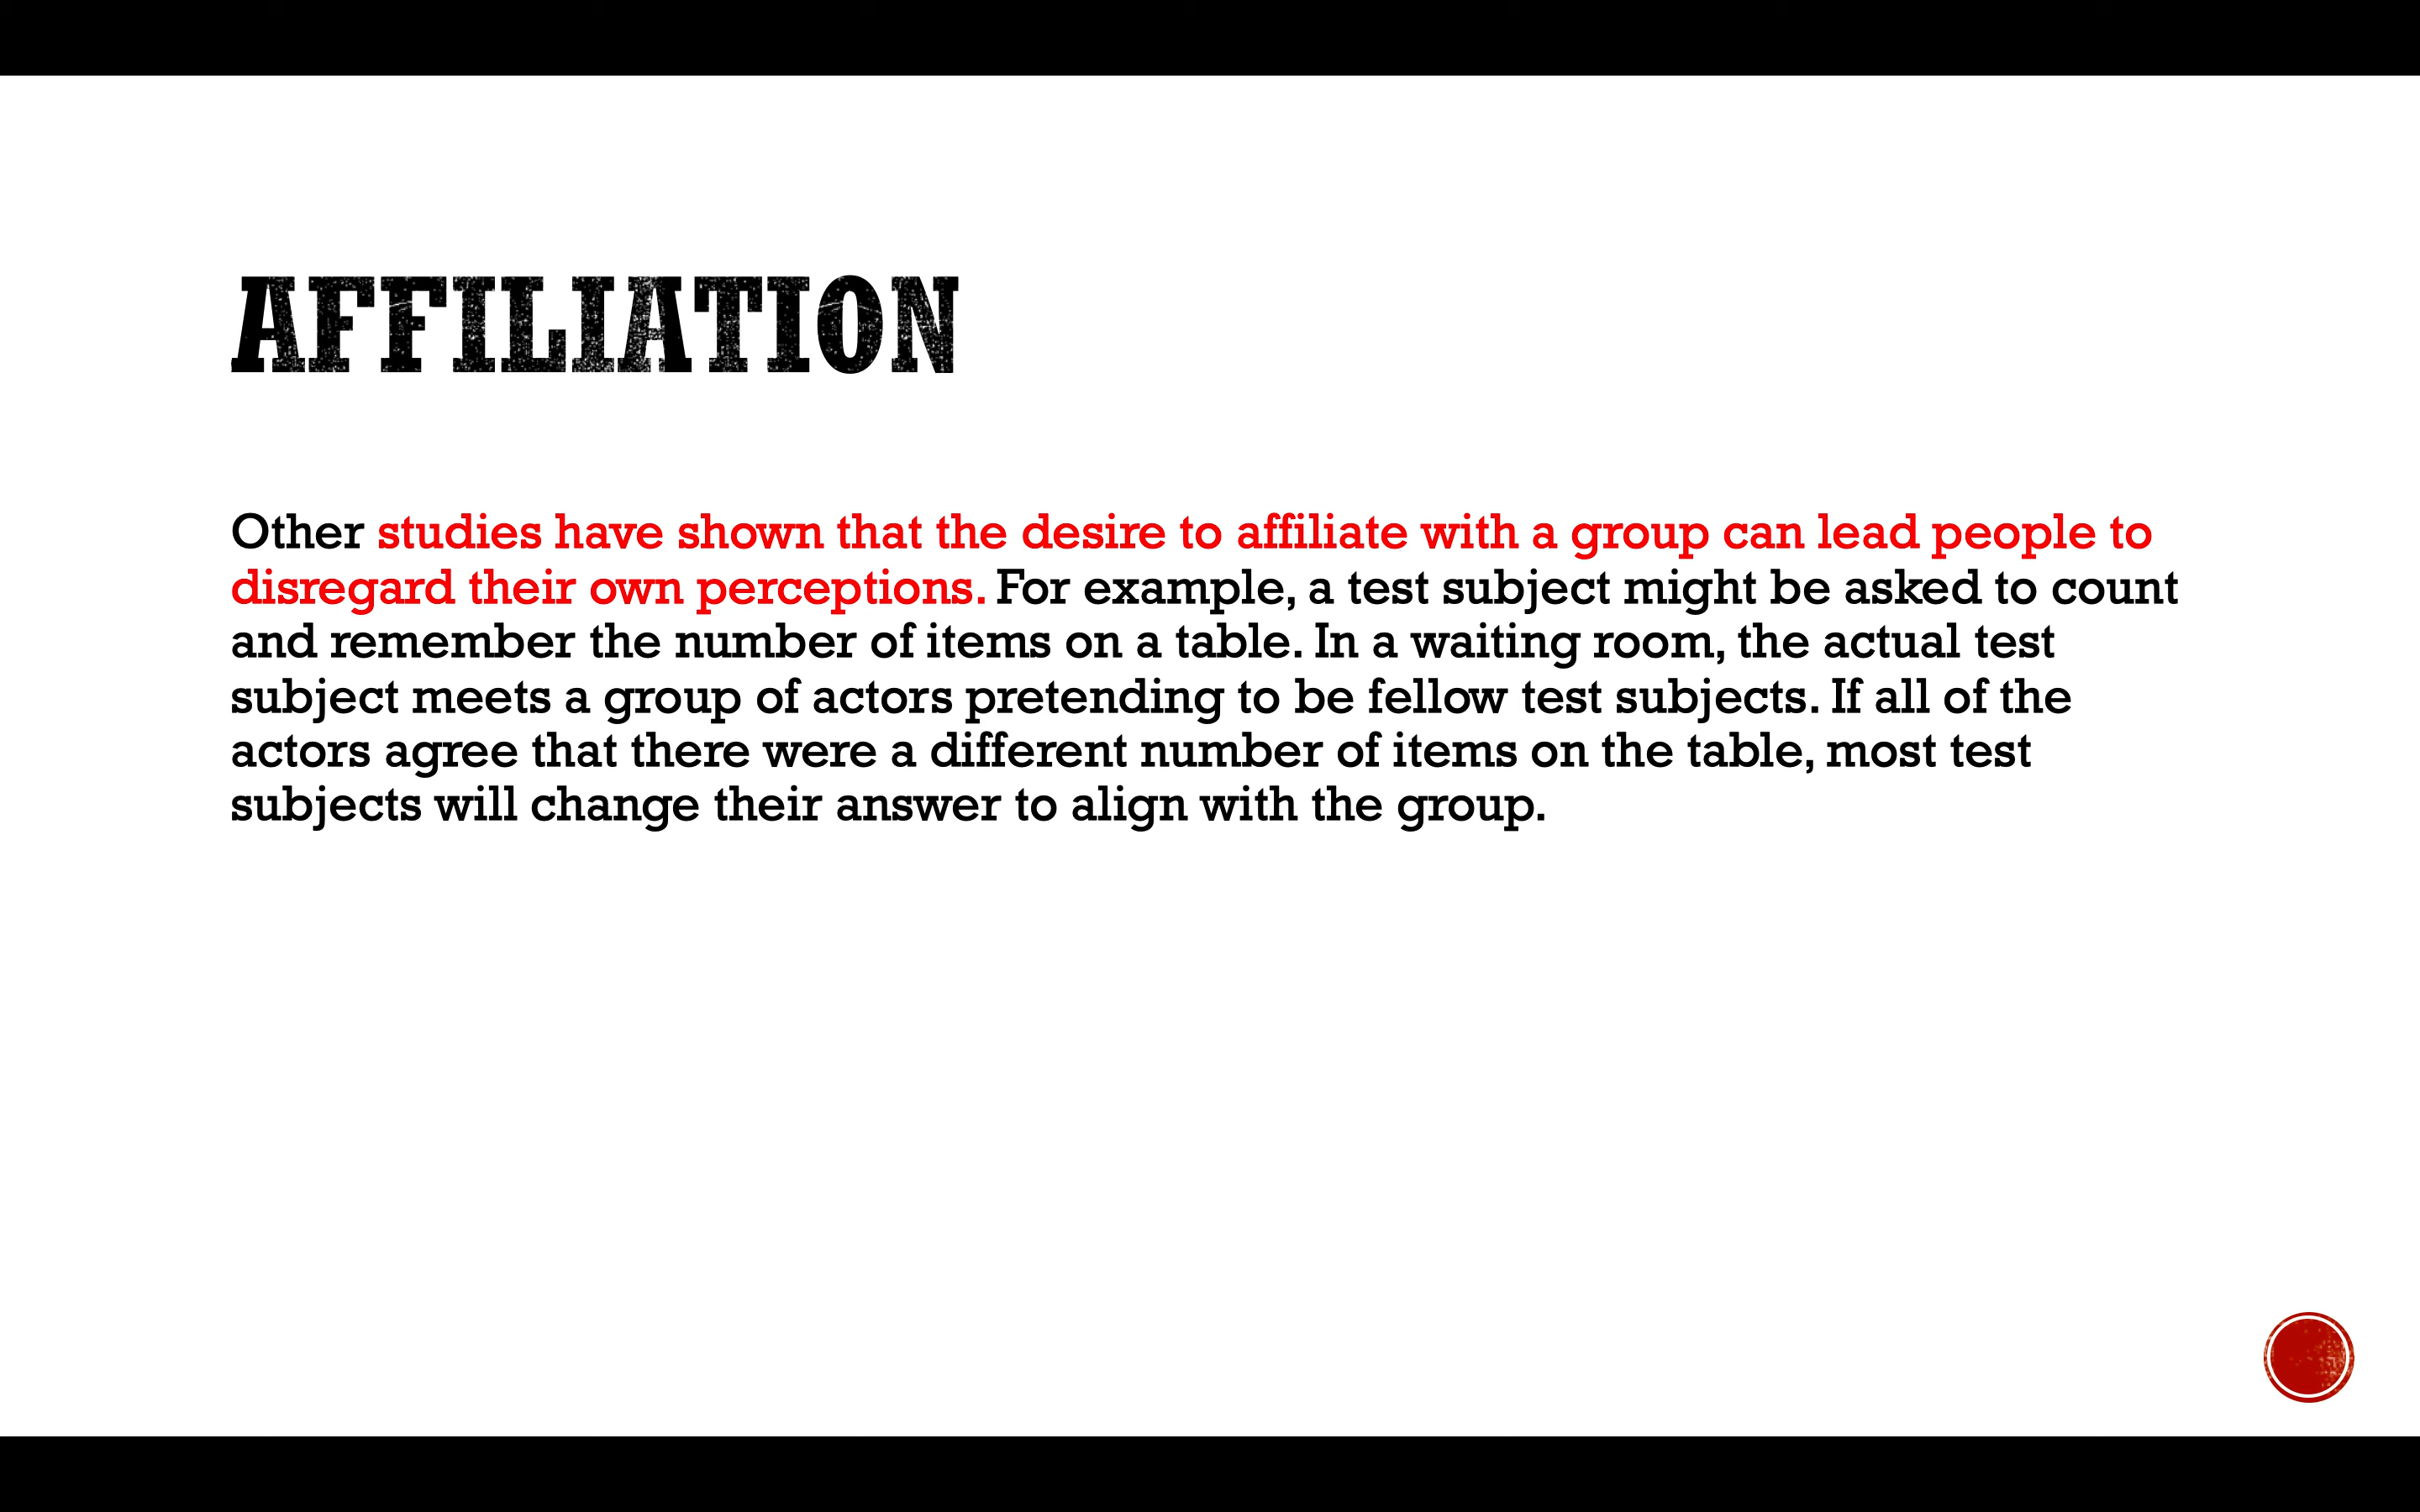 AFFILIATION
Other studies have shown that the desire to affiliate with a group can lead people to
disregard their own perceptions. For example, a test subject might be asked to count
and remember the number of items on a table. In a waiting room, the actual test
subject meets a group of actors pretending to be fellow test subjects. If all of the
actors agree that there were a different number of items on the table, most test
subjects will change their answer to align with the group.